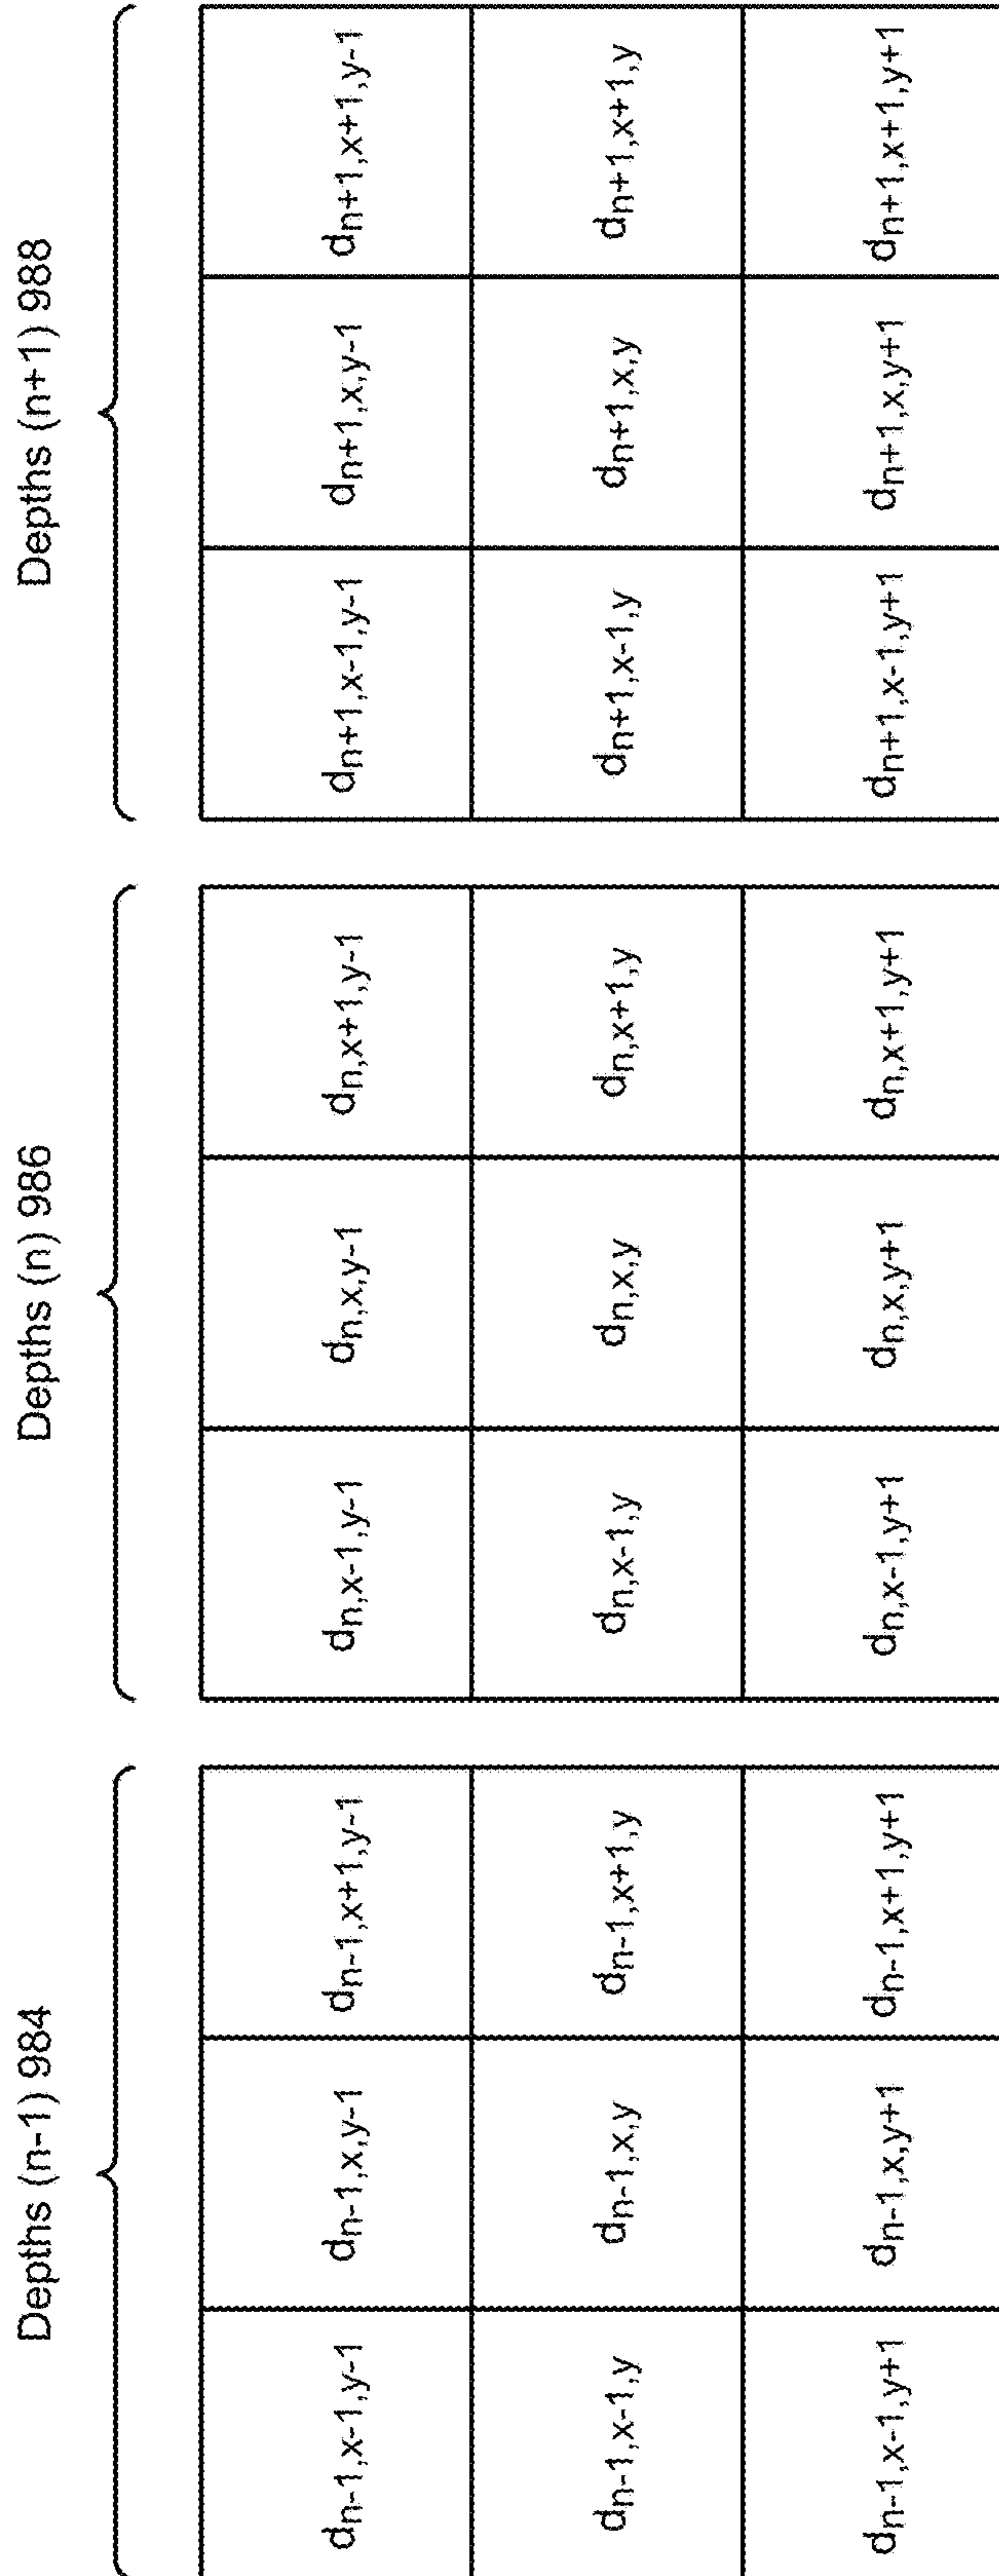 Depths (n-1) 984
Depths (n) 986
Depths (n+1) 988
dn-1,x-1,y-1
dn-1,x,y-1
dn-1,x+1,y-1
dn,x-1,y-1
dn,x,y-1
dn,x+1,y-1
dn+1,x-1,y-1
dn+1,x,y-1
dn+1,x+1,y-1
dn-1,x-1,y
dn-1,x,y
dn-1,x+1,y
dn,x-1,y
dn,x,y
dn,x+1,y
dn+1,x-1,y
dn+1,x,y
dn+1,x+1,y
dn-1,x-1,y+1
dn-1,x,y+1
dn-1,x+1,y+1
dn,x-1,y+1
dn,x,y+1
dn,x+1,y+1
dn+1,x-1,y+1
dn+1,x,y+1
dn+1,x+1,y+1